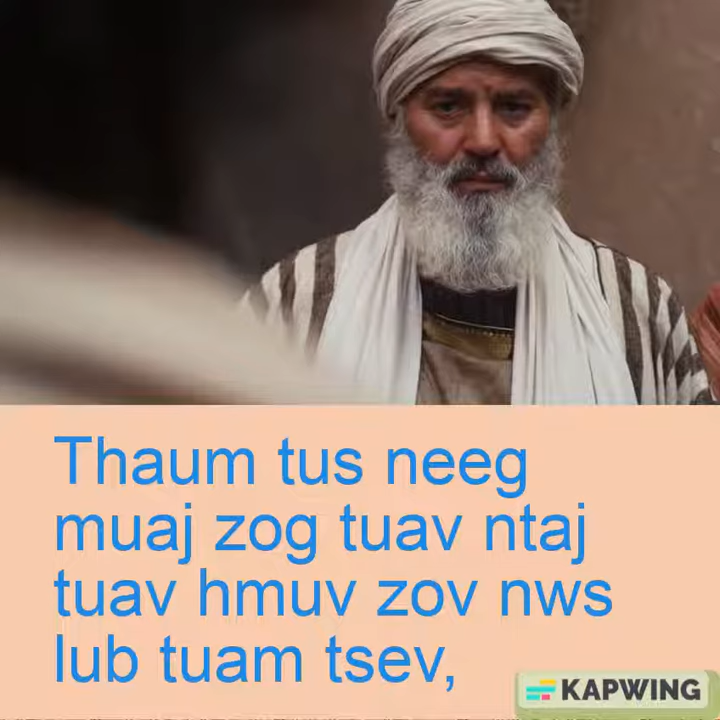 Thaum tus neeg
muaj zog tuav ntaj
tuav hmuv zov nws
lub tuam tsev,
KAPWING